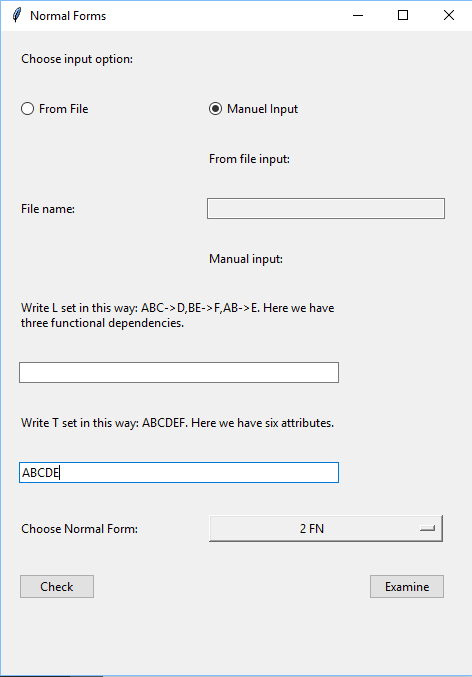 Normal Forms
Choose input option:
From File
Manuel Input
From file input:
File name:
Manual input:
Write L set in this way: ABC->D,BE->F,AB->E. Here we have
three functional dependencies.
Write T set in this way: ABCDEF. Here we have six attributes.
ABCDE
Choose Normal Form:
2 FN
Check
Examine